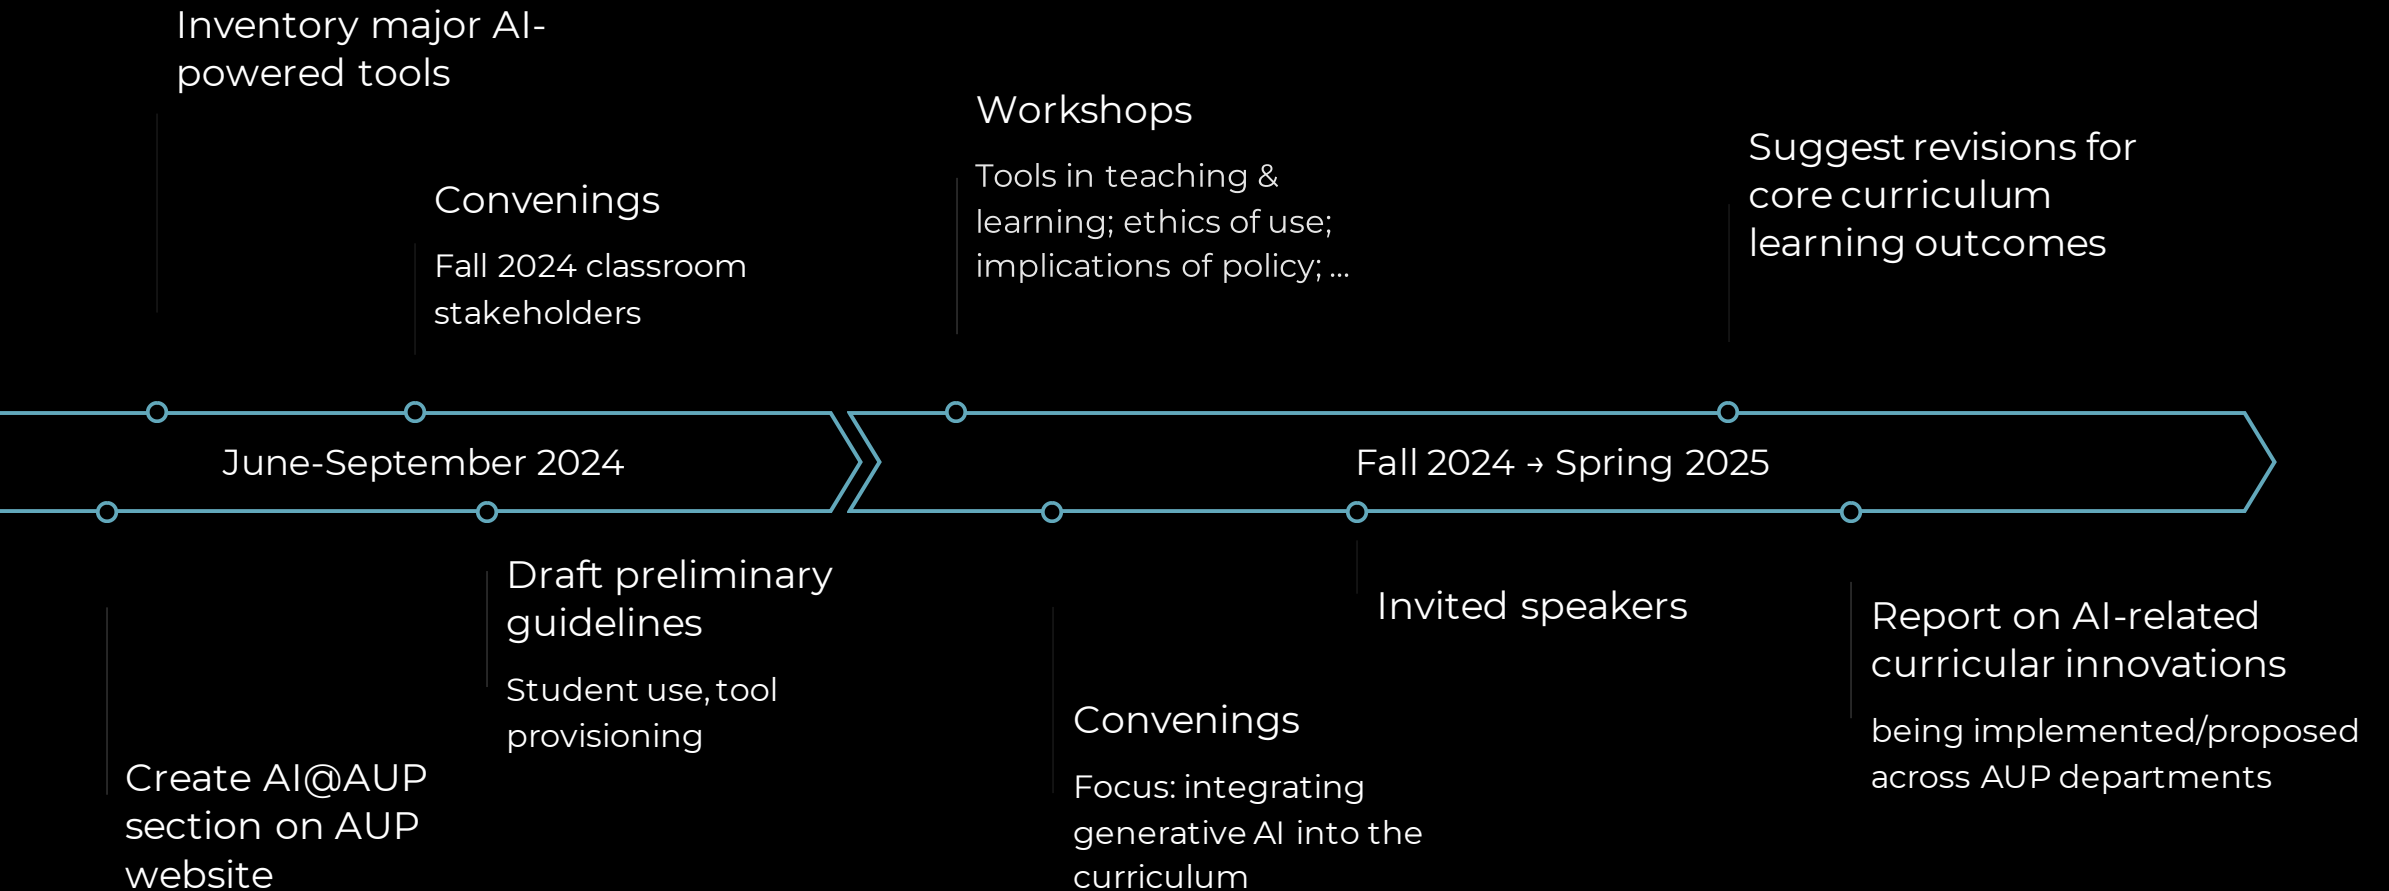 Inventory major AI-
powered tools
Convenings
Fall 2024 classroom
stakeholders
Workshops
Tools in teaching &
learning; ethics of use;
implications of policy; ...
Suggest revisions for
core curriculum
learning outcomes
June-September 2024
Fall 2024 → Spring 2025
Create AI@AUP
section on AUP
website
Draft preliminary
guidelines
Student use, tool
provisioning
Convenings
Focus: integrating
generative AI into the
curriculum
Invited speakers
Report on AI-related
curricular innovations
being implemented/proposed
across AUP departments